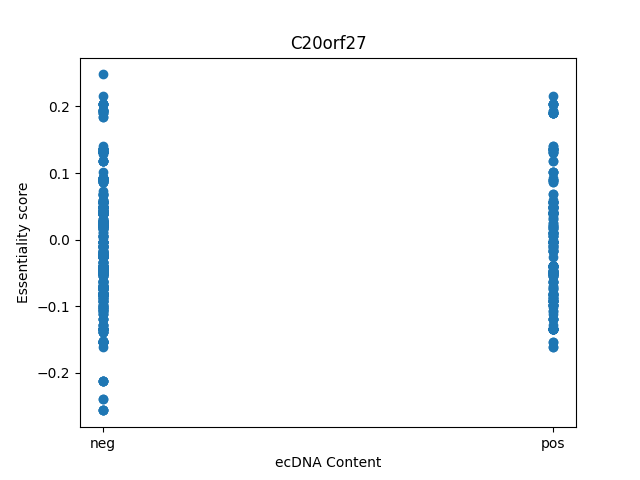 C20orf27
Essentiality score
0.2
0.1
0.0
−0.1
−0.2
neg
pos
ecDNA Content